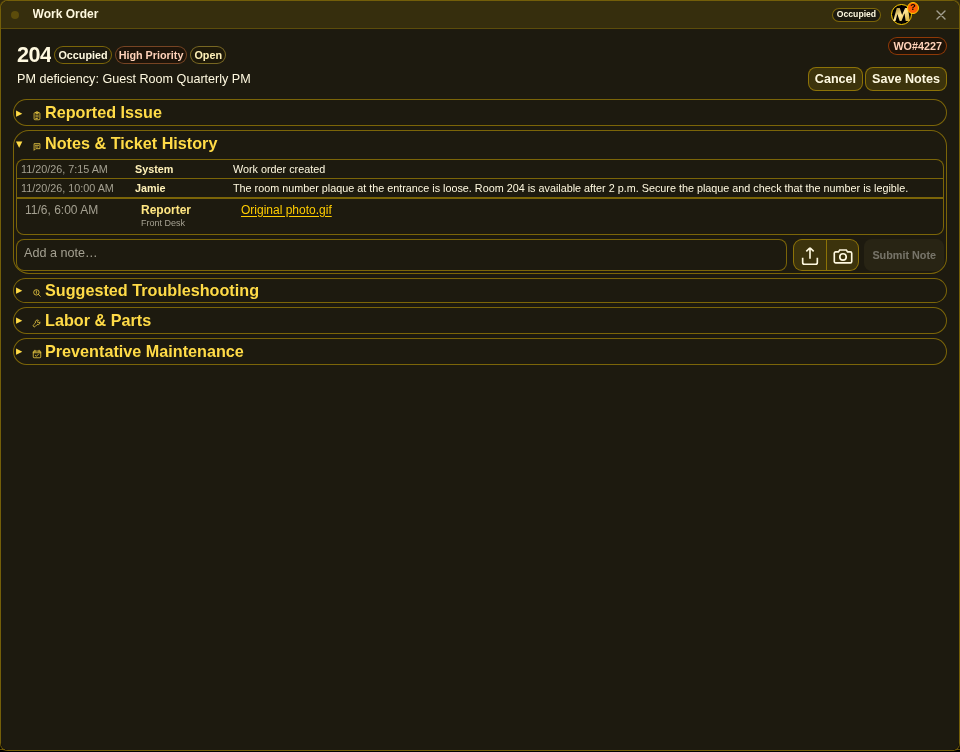 Work Order
Occupied
M ?
204 Occupied High Priority Open
WO#4227
PM deficiency: Guest Room Quarterly PM
Cancel Save Notes
Reported Issue
Notes & Ticket History
11/20/26, 7:15 AM System Work order created
11/20/26, 10:00 AM Jamie The room number plaque at the entrance is loose. Room 204 is available after 2 p.m. Secure the plaque and check that the number is legible.
11/6, 6:00 AM Reporter Original photo.gif
Front Desk
Add a note…
Submit Note
Suggested Troubleshooting
Labor & Parts
Preventative Maintenance